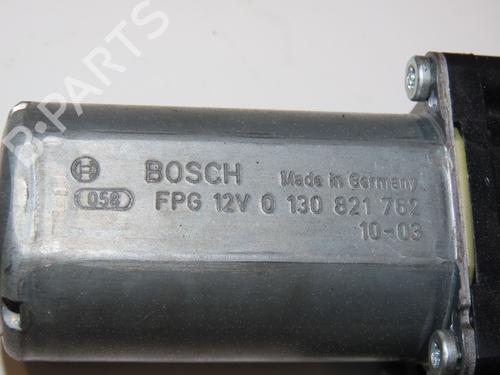 B-PARTS
BOSCH Made in Germany
058 FPG 12V 0 130 821 762
10-03